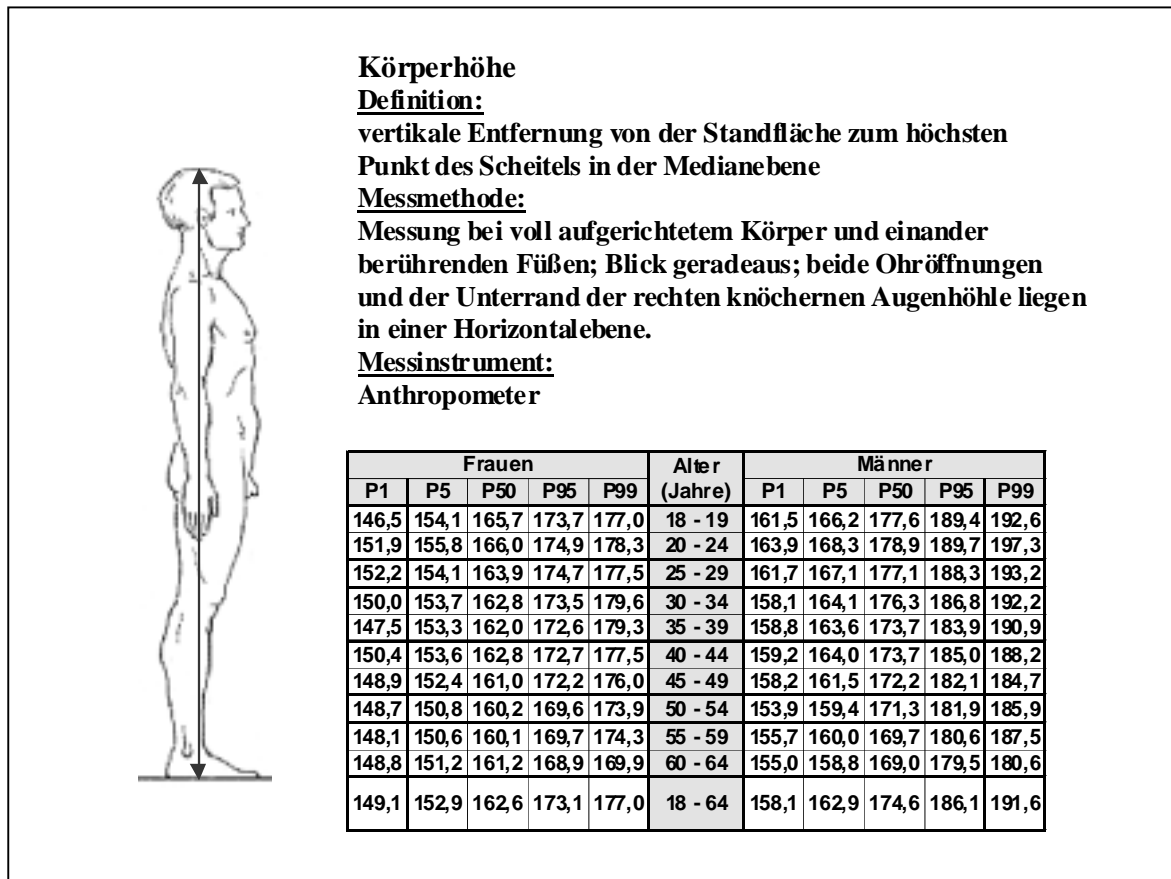 Körperhöhe
Definition:
vertikale Entfernung von der Standfläche zum höchsten
Punkt des Scheitels in der Medianebene
Messmethode:
Messung bei voll aufgerichtetem Körper und einander
berührenden Füßen; Blick geradeaus; beide Ohröffnungen
und der Unterrand der rechten knöchernen Augenhöhle liegen
in einer Horizontalebene.
Messinstrument:
Anthropometer
Frauen Alter (Jahre) Männer
P1 P5 P50 P95 P99 P1 P5 P50 P95 P99
146,5 154,1 165,7 173,7 177,0 18 - 19 161,5 166,2 177,6 189,4 192,6
151,9 155,8 166,0 174,9 178,3 20 - 24 163,9 168,3 178,9 189,7 197,3
152,2 154,1 163,9 174,7 177,5 25 - 29 161,7 167,1 177,1 188,3 193,2
150,0 153,7 162,8 173,5 179,6 30 - 34 158,1 164,1 176,3 186,8 192,2
147,5 153,3 162,0 172,6 179,3 35 - 39 158,8 163,6 173,7 183,9 190,9
150,4 153,6 162,8 172,7 177,5 40 - 44 159,2 164,0 173,7 185,0 188,2
148,9 152,4 161,0 172,2 176,0 45 - 49 158,2 161,5 172,2 182,1 184,7
148,7 150,8 160,2 169,6 173,9 50 - 54 153,9 159,4 171,3 181,9 185,9
148,1 150,6 160,1 169,7 174,3 55 - 59 155,7 160,0 169,7 180,6 187,5
148,8 151,2 161,2 168,9 169,9 60 - 64 155,0 158,8 169,0 179,5 180,6
149,1 152,9 162,6 173,1 177,0 18 - 64 158,1 162,9 174,6 186,1 191,6